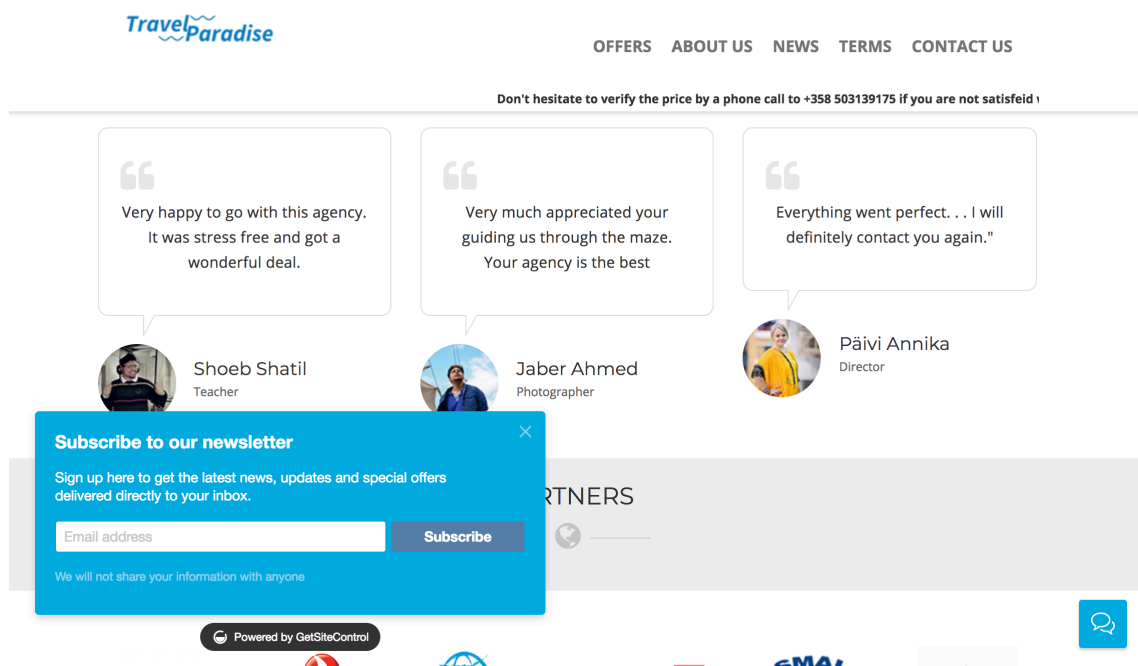 Travel
Paradise
OFFERS ABOUT US NEWS TERMS CONTACT US
Don't hesitate to verify the price by a phone call to +358 503139175 if you are not satisfeid
Very happy to go with this agency.
It was stress free and got a
wonderful deal.
Shoeb Shatil
Teacher
Very much appreciated your
guiding us through the maze.
Your agency is the best
Jaber Ahmed
Photographer
Everything went perfect. . . I will
definitely contact you again."
Päivi Annika
Director
Subscribe to our newsletter
Sign up here to get the latest news, updates and special offers
delivered directly to your inbox.
Email address
Subscribe
We will not share your information with anyone
RTNERS
Powered by GetSiteControl